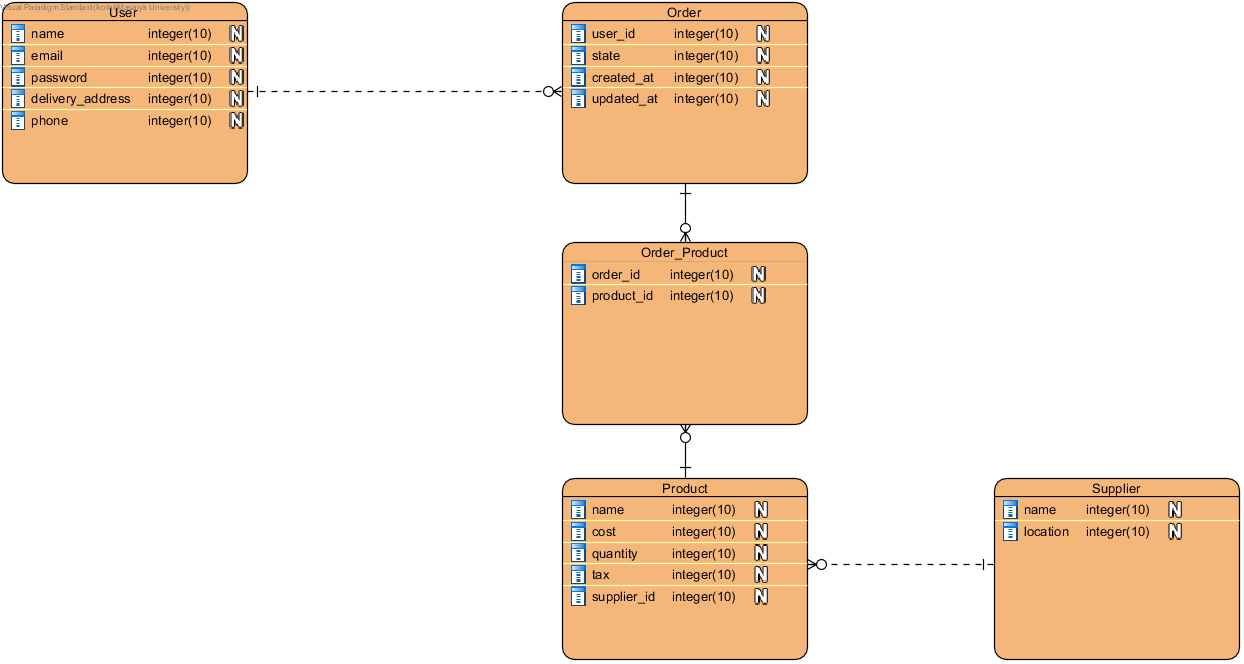 Visual Paradigm Standard(kotol(Masaryk University))
User
name integer(10) N
email integer(10) N
password integer(10) N
delivery_address integer(10) N
phone integer(10) N
Order
user_id integer(10) N
state integer(10) N
created_at integer(10) N
updated_at integer(10) N
Order_Product
order_id integer(10) N
product_id integer(10) N
Product
name integer(10) N
cost integer(10) N
quantity integer(10) N
tax integer(10) N
supplier_id integer(10) N
Supplier
name integer(10) N
location integer(10) N